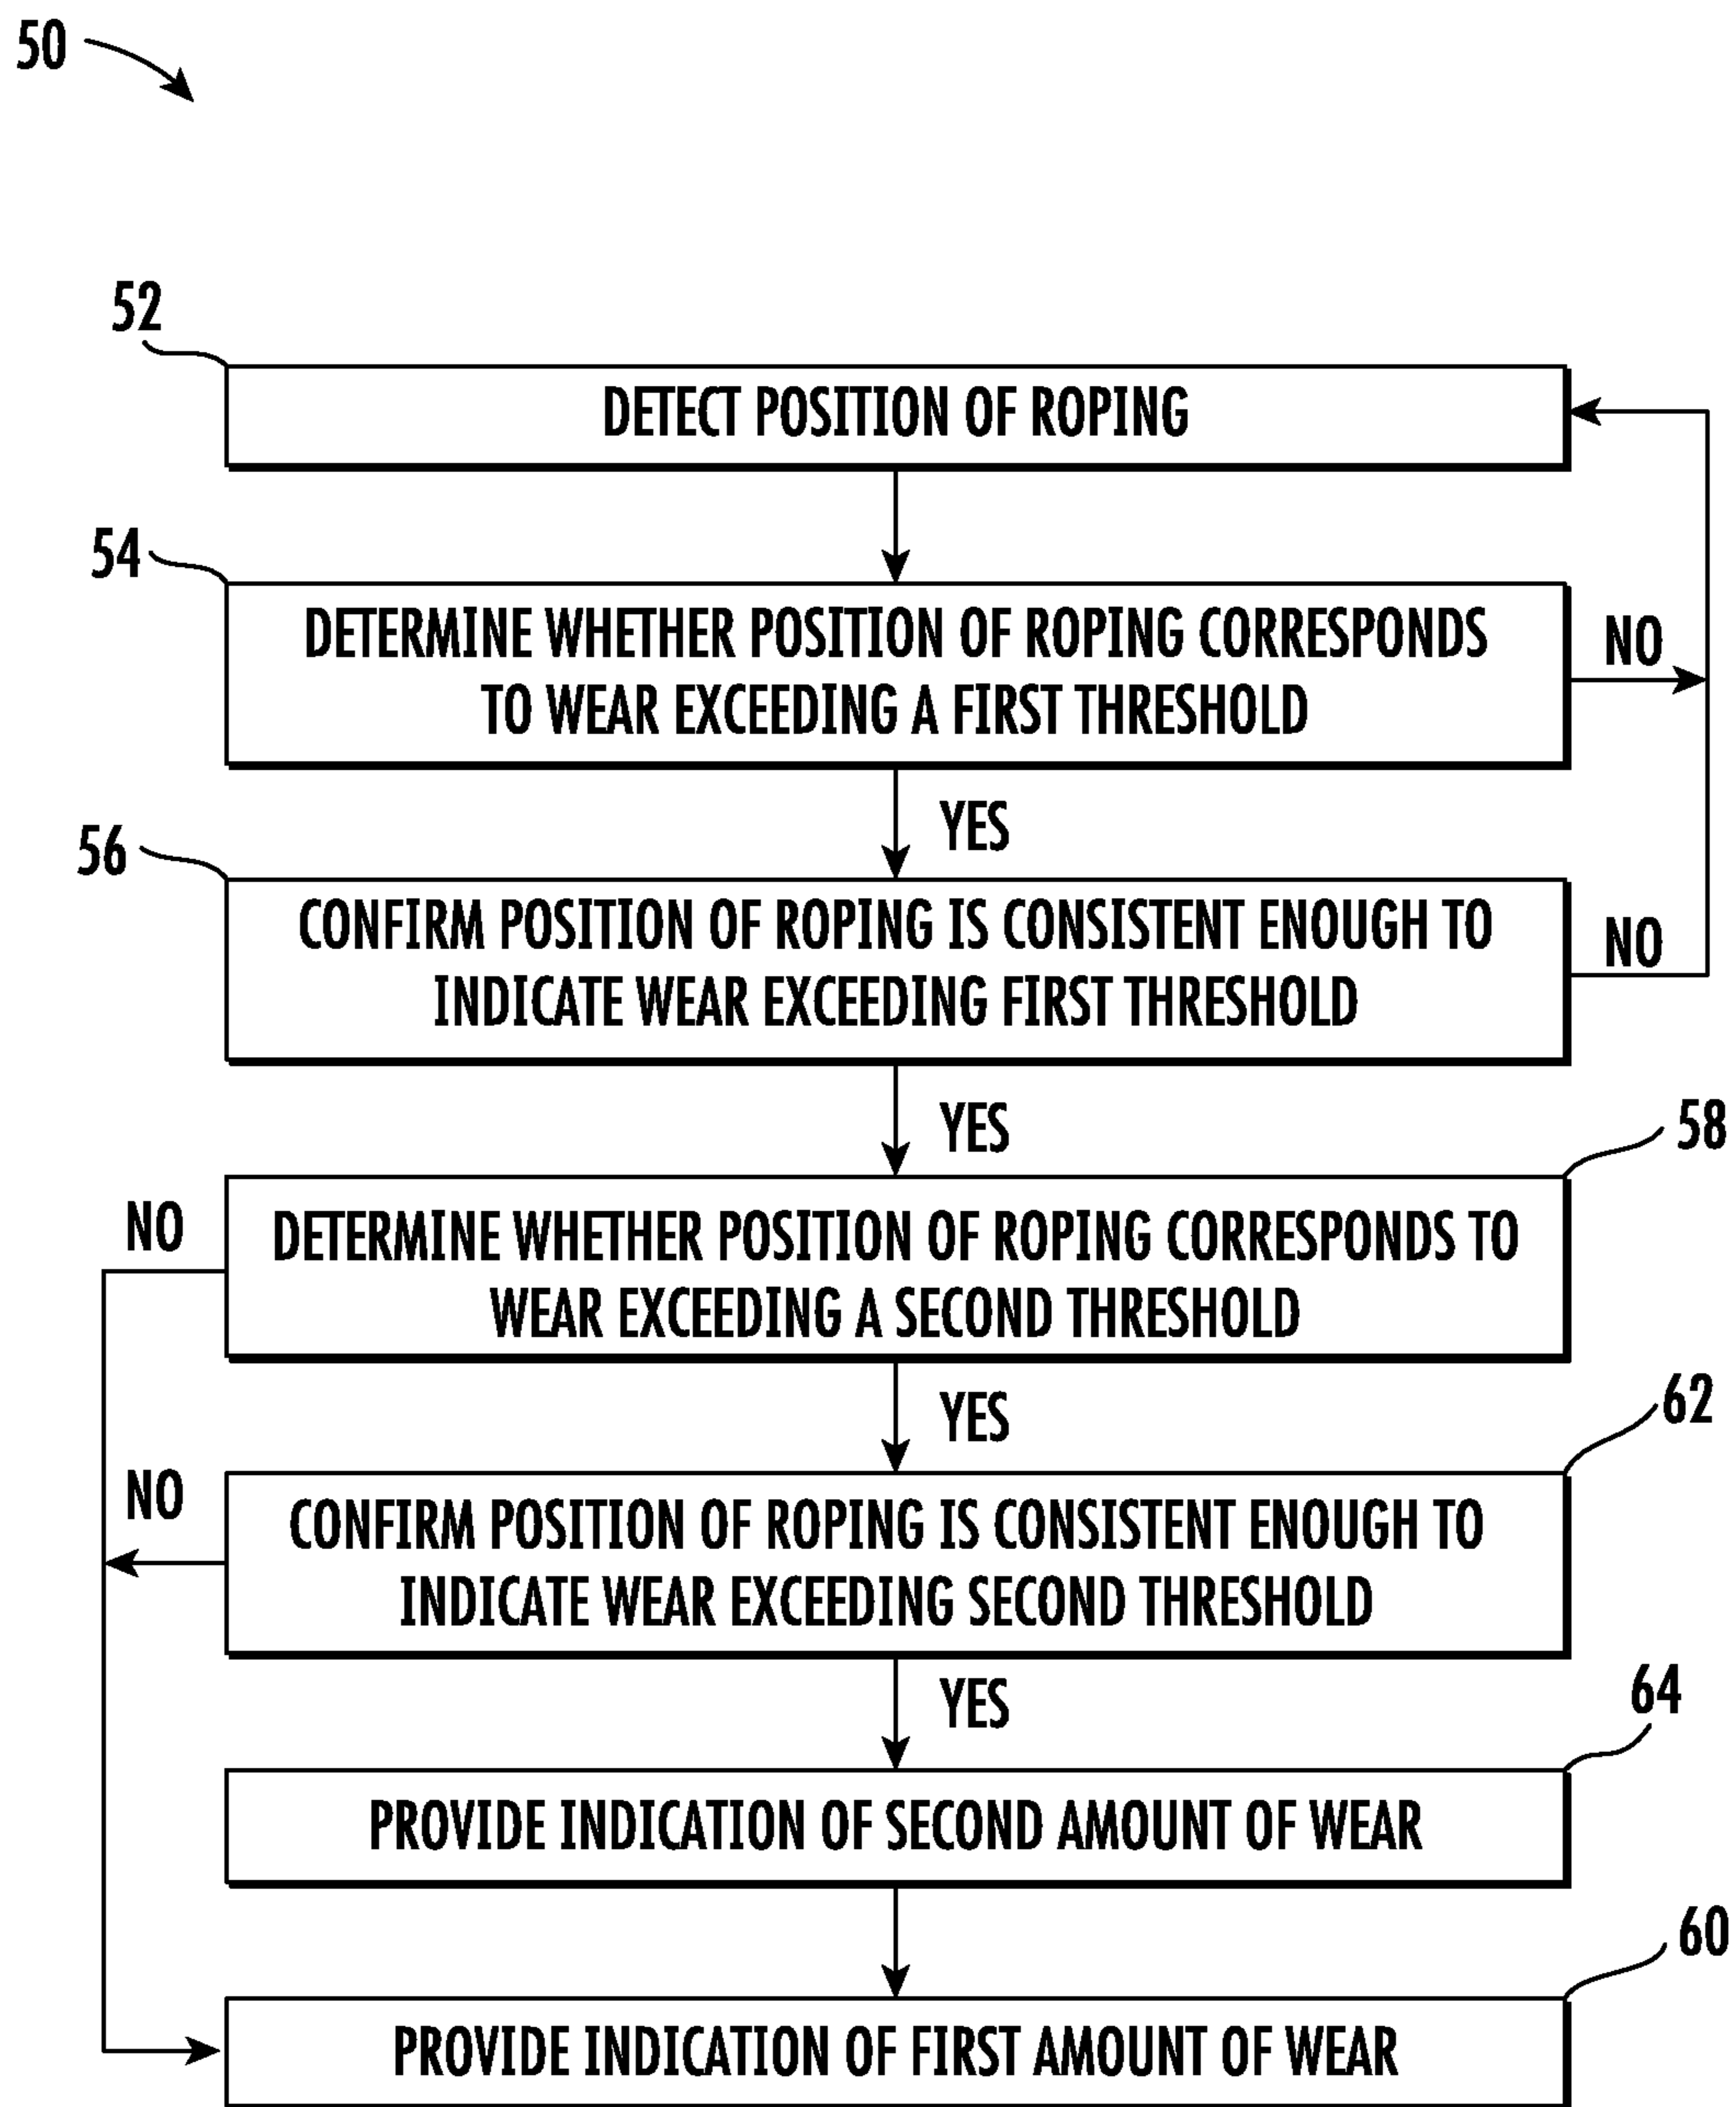 50
52
DETECT POSITION OF ROPING
54
DETERMINE WHETHER POSITION OF ROPING CORRESPONDS
TO WEAR EXCEEDING A FIRST THRESHOLD
NO
YES
56
CONFIRM POSITION OF ROPING IS CONSISTENT ENOUGH TO
INDICATE WEAR EXCEEDING FIRST THRESHOLD
NO
YES
58
NO
DETERMINE WHETHER POSITION OF ROPING CORRESPONDS TO
WEAR EXCEEDING A SECOND THRESHOLD
YES
62
NO
CONFIRM POSITION OF ROPING IS CONSISTENT ENOUGH TO
INDICATE WEAR EXCEEDING SECOND THRESHOLD
YES
64
PROVIDE INDICATION OF SECOND AMOUNT OF WEAR
60
PROVIDE INDICATION OF FIRST AMOUNT OF WEAR